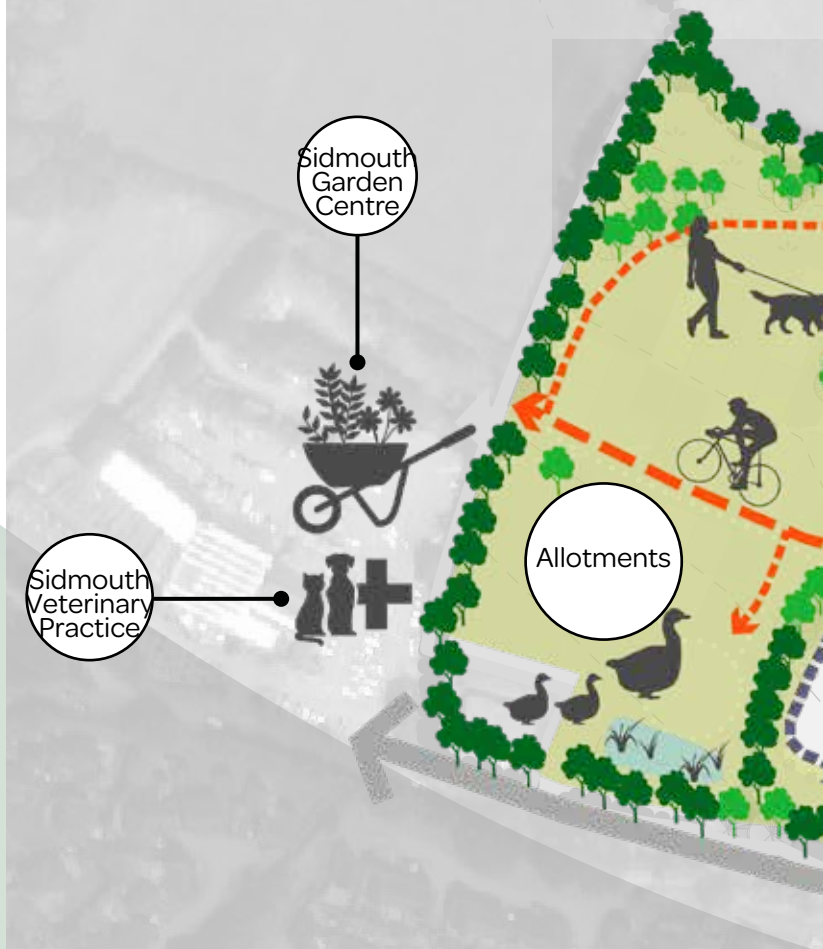 Sidmouth
Garden
Centre
Allotments
Sidmouth
Veterinary
Practice